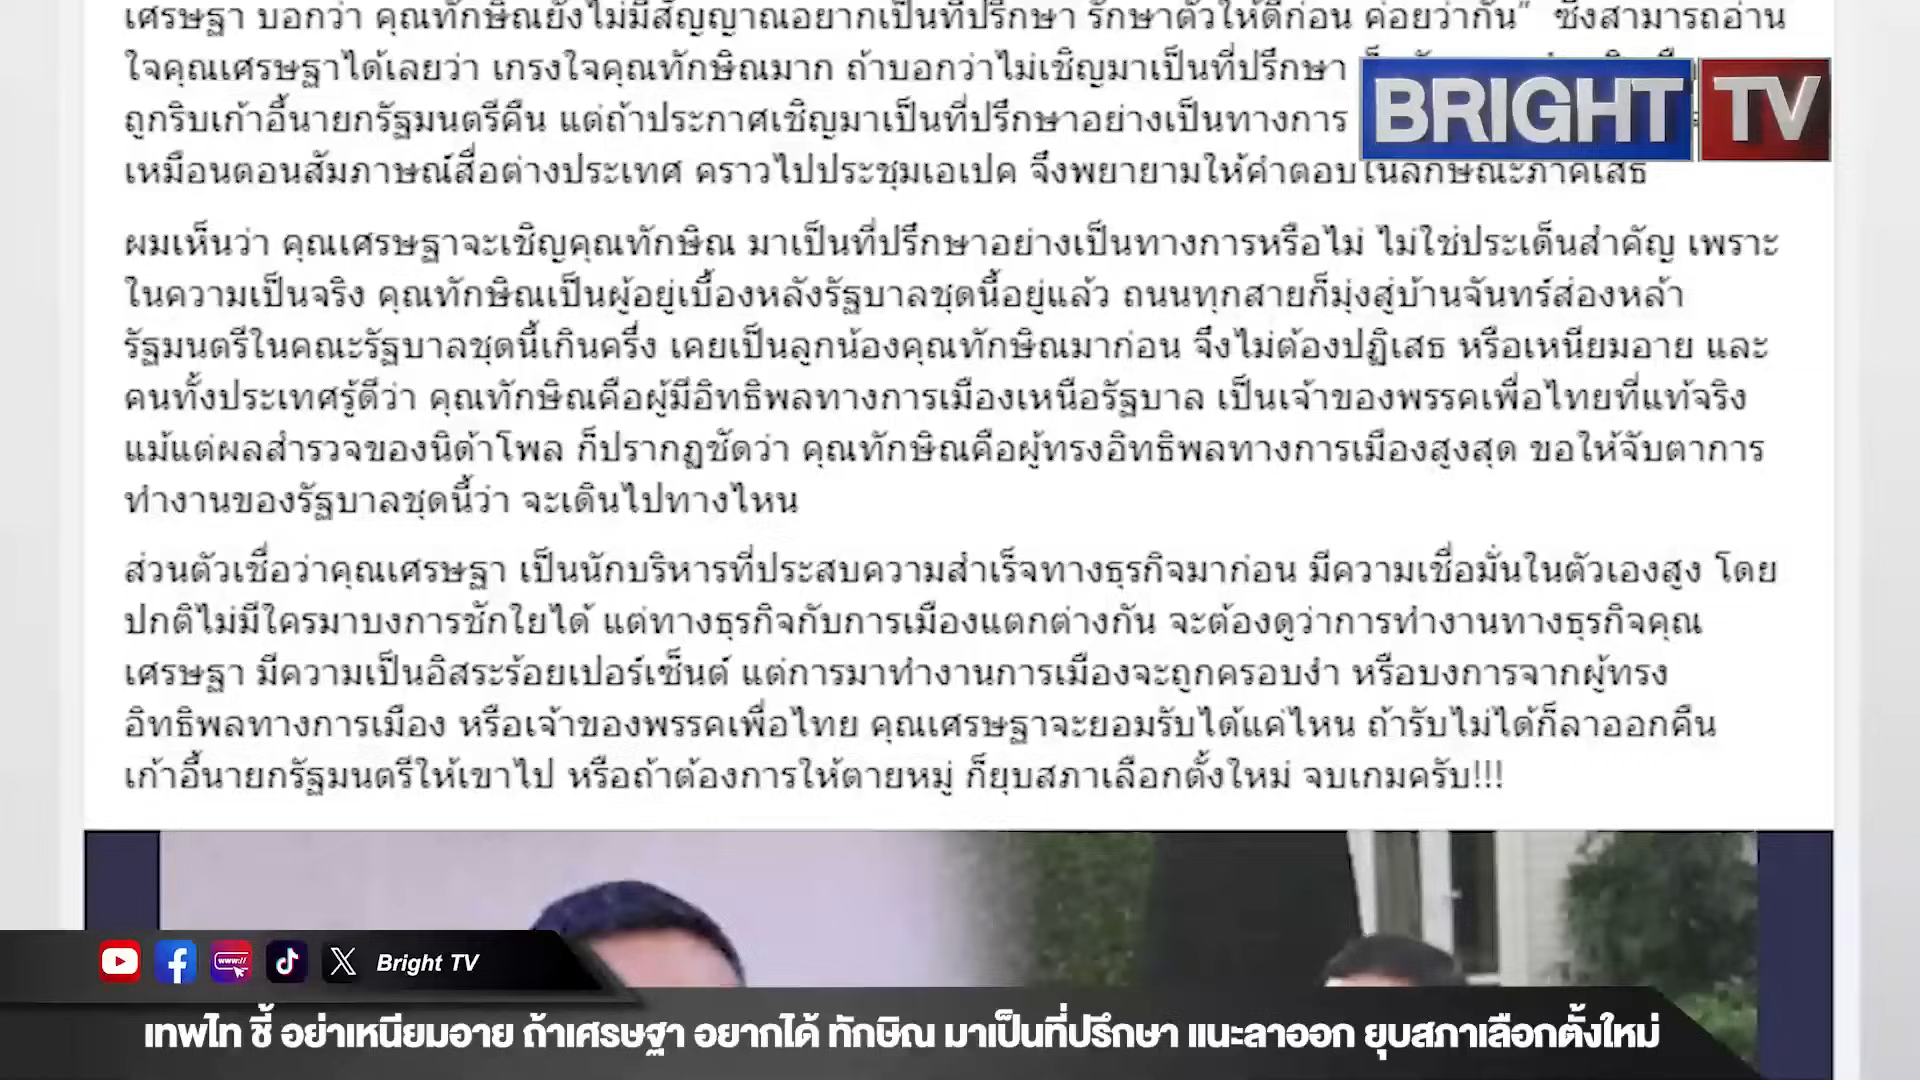 เศรษฐา บอกว่า คุณทักษิณยังไม่มีสัญญาณอยากเป็นที่ปรึกษา รักษาตัวให้ดีก่อน ค่อยว่ากัน" ซึ่งสามารถอ่าน
ใจคุณเศรษฐาได้เลยว่า เกรงใจคุณทักษิณมาก ถ้าบอกว่าไม่เชิญมาเป็นที่ปรึกษา
BRIGHT TV
ถูกริบเก้าอี้นายกรัฐมนตรีคืน แต่ถ้าประกาศเชิญมาเป็นที่ปรึกษาอย่างเป็นทางการ
เหมือนตอนสัมภาษณ์สื่อต่างประเทศ คราวไปประชุมเอเปค จึงพยายามให้คำตอบในลักษณะภาคเสธ
ผมเห็นว่า คุณเศรษฐาจะเชิญคุณทักษิณ มาเป็นที่ปรึกษาอย่างเป็นทางการหรือไม่ ไม่ใช่ประเด็นสำคัญ เพราะ
ในความเป็นจริง คุณทักษิณเป็นผู้อยู่เบื้องหลังรัฐบาลชุดนี้อยู่แล้ว ถนนทุกสายก็มุ่งสู่บ้านจันทร์ส่องหล้า
รัฐมนตรีในคณะรัฐบาลชุดนี้เกินครึ่ง เคยเป็นลูกน้องคุณทักษิณมาก่อน จึงไม่ต้องปฏิเสธ หรือเหนียมอาย และ
คนทั้งประเทศรู้ดีว่า คุณทักษิณคือผู้มีอิทธิพลทางการเมืองเหนือรัฐบาล เป็นเจ้าของพรรคเพื่อไทยที่แท้จริง
แม้แต่ผลสำรวจของนิด้าโพล ก็ปรากฏชัดว่า คุณทักษิณคือผู้ทรงอิทธิพลทางการเมืองสูงสุด ขอให้จับตาการ
ทำงานของรัฐบาลชุดนี้ว่า จะเดินไปทางไหน
ส่วนตัวเชื่อว่าคุณเศรษฐา เป็นนักบริหารที่ประสบความสำเร็จทางธุรกิจมาก่อน มีความเชื่อมั่นในตัวเองสูง โดย
ปกติไม่มีใครมาบงการชักใยได้ แต่ทางธุรกิจกับการเมืองแตกต่างกัน จะต้องดูว่าการทำงานทางธุรกิจคุณ
เศรษฐา มีความเป็นอิสระร้อยเปอร์เซ็นต์ แต่การมาทำงานการเมืองจะถูกครอบงำ หรือบงการจากผู้ทรง
อิทธิพลทางการเมือง หรือเจ้าของพรรคเพื่อไทย คุณเศรษฐาจะยอมรับได้แค่ไหน ถ้ารับไม่ได้ก็ลาออกคืน
เก้าอี้นายกรัฐมนตรีให้เขาไป หรือถ้าต้องการให้ตายหมู่ ก็ยุบสภาเลือกตั้งใหม่ จบเกมครับ!!!
www:// Bright TV
เทพไท ชี้ อย่าเหนียมอาย ถ้าเศรษฐา อยากได้ ทักษิณ มาเป็นที่ปรึกษา แนะลาออก ยุบสภาเลือกตั้งใหม่